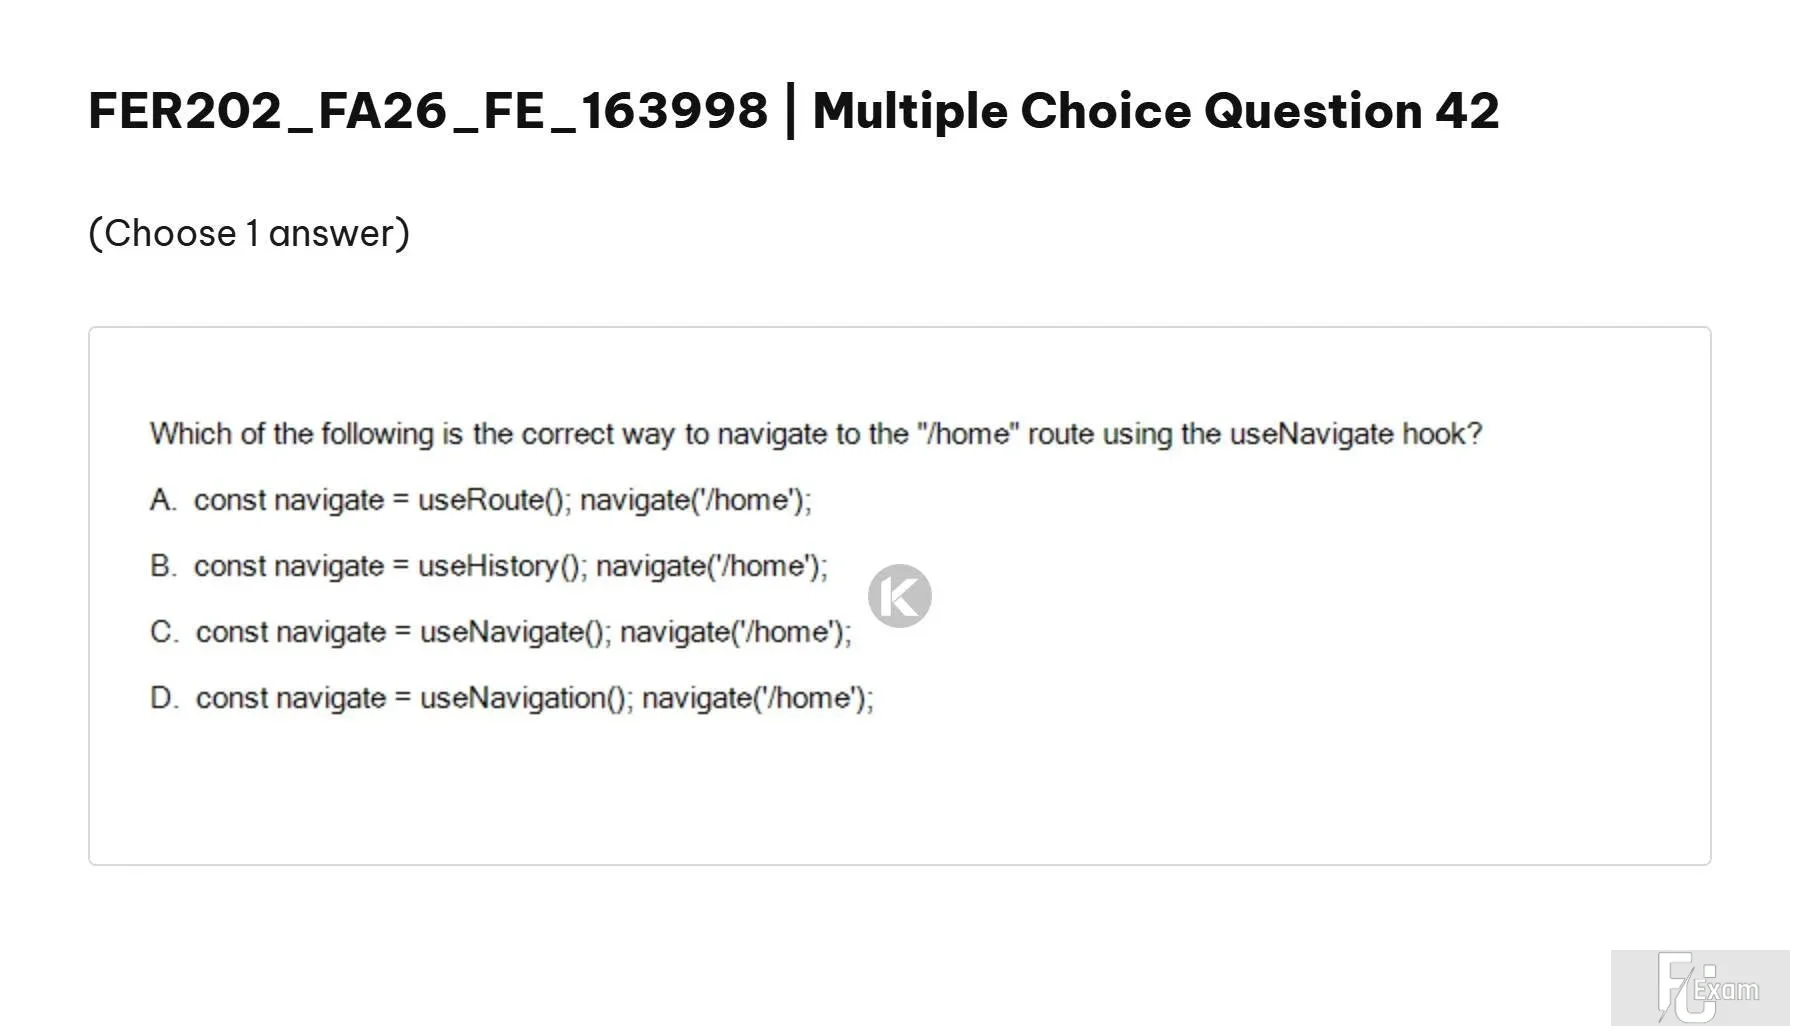 FER202_FA26_FE_163998 | Multiple Choice Question 42
(Choose 1 answer)
Which of the following is the correct way to navigate to the "/home" route using the useNavigate hook?
A. const navigate = useRoute(); navigate('/home');
B. const navigate = useHistory(); navigate('/home');
K
C. const navigate = useNavigate(); navigate('/home');
D. const navigate = useNavigation(); navigate('/home');
FU Exam